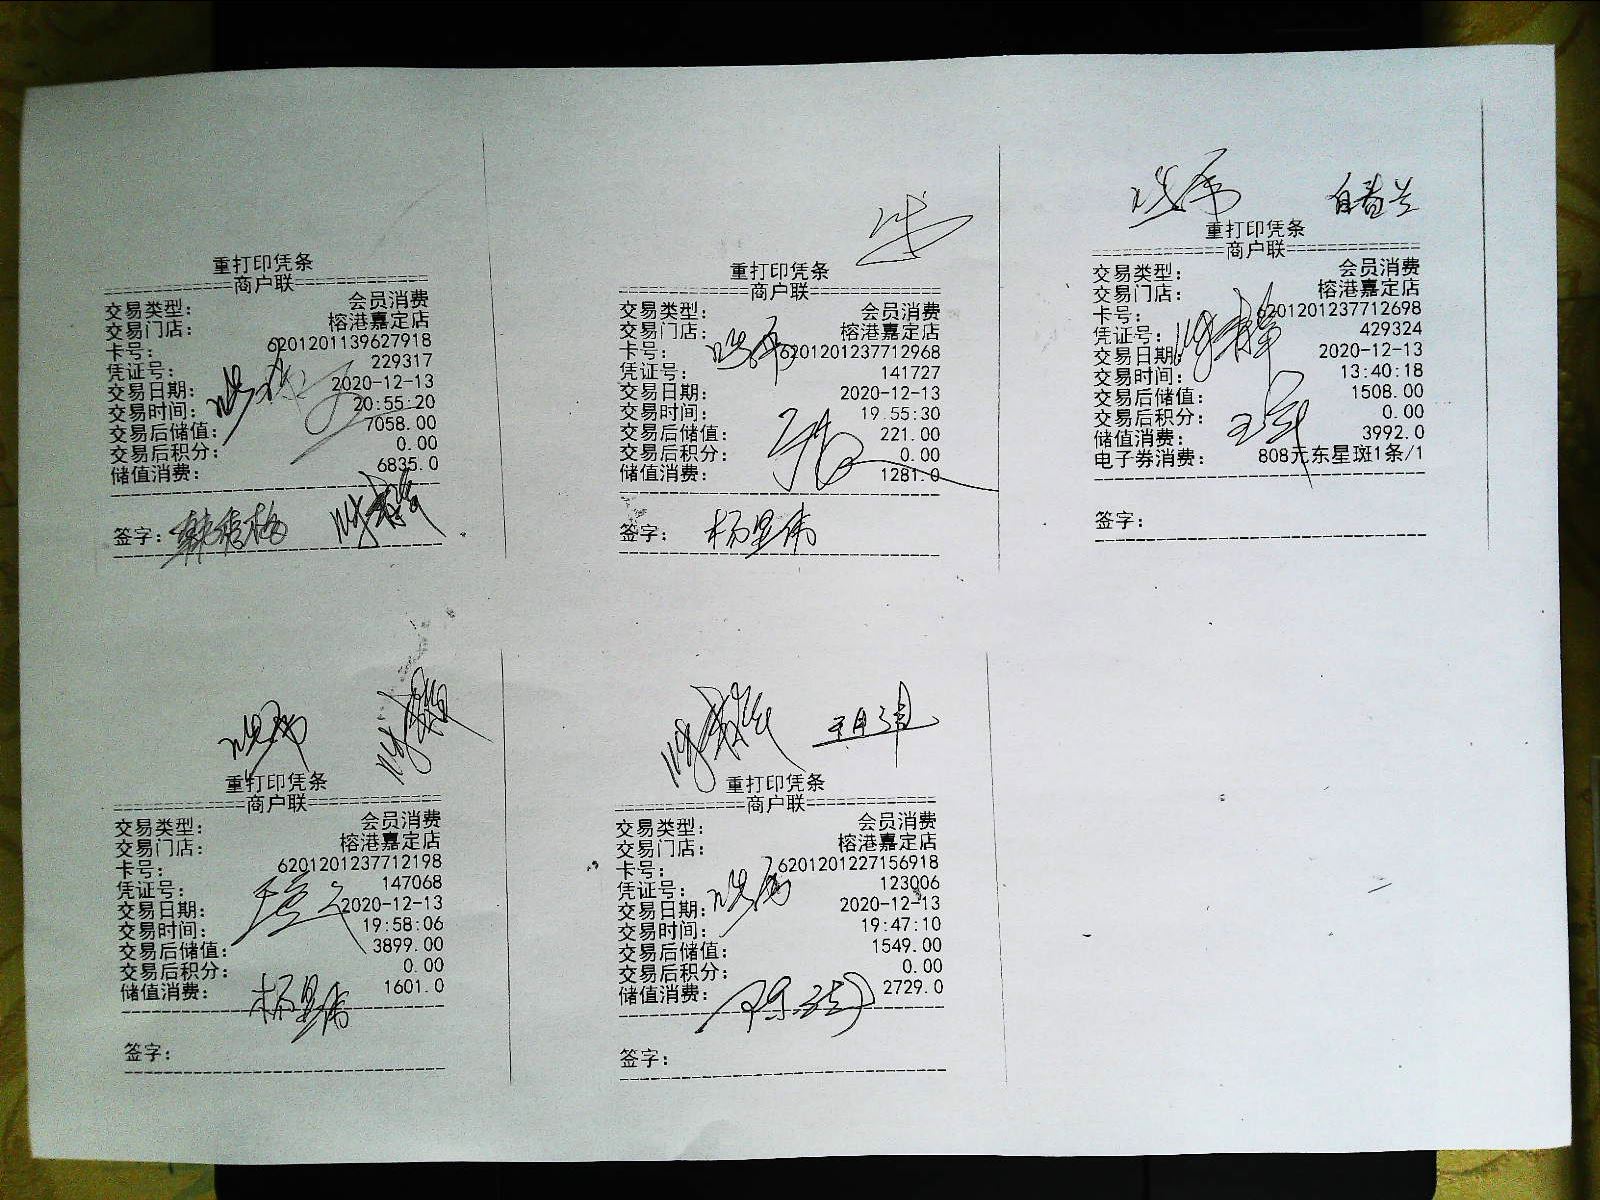 重打印凭条
商户联
交易类型： 会员消费
交易门店： 榕港嘉定店
卡号： 6201201139627918
凭证号： 229317
交易日期： 2020-12-13
交易时间： 20:55:20
交易后储值： 7058.00
交易后积分： 0.00
储值消费： 6835.0
签字： 韩秀梅
重打印凭条
商户联
交易类型： 会员消费
交易门店： 榕港嘉定店
卡号： 6201201237712968
凭证号： 141727
交易日期： 2020-12-13
交易时间： 19.55:30
交易后储值： 221.00
交易后积分： 0.00
储值消费： 1281.0
签字： 杨显伟
重打印凭条
商户联
交易类型： 会员消费
交易门店： 榕港嘉定店
卡号： 6201201237712698
凭证号： 429324
交易日期： 2020-12-13
交易时间： 13:40:18
交易后储值： 1508.00
交易后积分： 0.00
储值消费： 3992.0
电子券消费： 808元东星斑1条/1
签字：
重打印凭条
商户联
交易类型： 会员消费
交易门店： 榕港嘉定店
卡号： 6201201237712198
凭证号： 147068
交易日期： 2020-12-13
交易时间： 19:58:06
交易后储值： 3899.00
交易后积分： 0.00
储值消费： 1601.0
杨显伟
签字：
重打印凭条
商户联
交易类型： 会员消费
交易门店： 榕港嘉定店
卡号： 6201201227156918
凭证号： 123006
交易日期： 2020-12-13
交易时间： 19:47:10
交易后储值： 1549.00
交易后积分： 0.00
储值消费： 2729.0
签字：